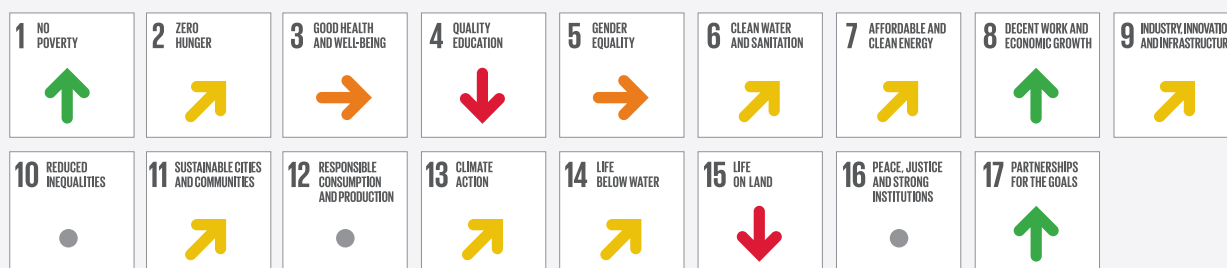 1 NO
POVERTY
2 ZERO
HUNGER
3 GOOD HEALTH
AND WELL-BEING
4 QUALITY
EDUCATION
5 GENDER
EQUALITY
6 CLEAN WATER
AND SANITATION
7 AFFORDABLE AND
CLEAN ENERGY
8 DECENT WORK AND
ECONOMIC GROWTH
9 INDUSTRY, INNOVATIO
AND INFRASTRUCTUR
10 REDUCED
INEQUALITIES
11 SUSTAINABLE CITIES
AND COMMUNITIES
12 RESPONSIBLE
CONSUMPTION
AND PRODUCTION
13 CLIMATE
ACTION
14 LIFE
BELOW WATER
15 LIFE
ON LAND
16 PEACE, JUSTICE
AND STRONG
INSTITUTIONS
17 PARTNERSHIPS
FOR THE GOALS